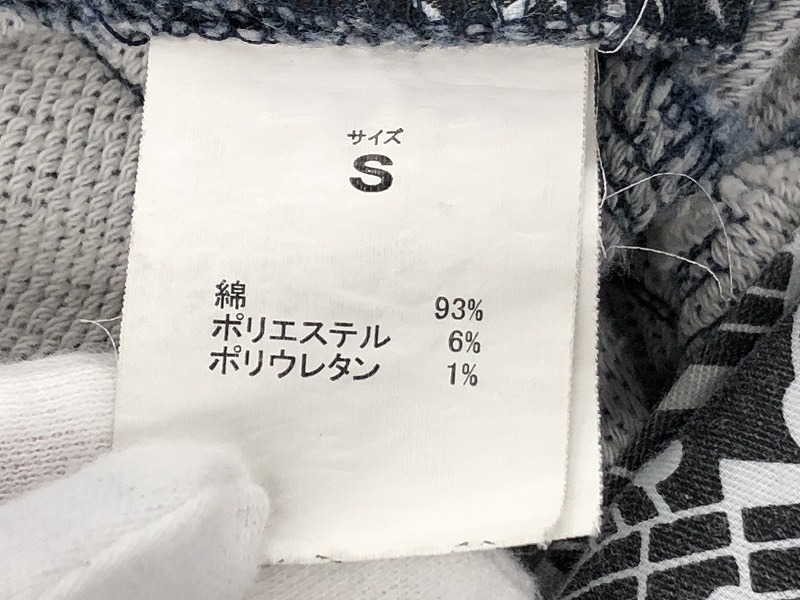 サイズ
S
綿 93%
ポリエステル 6%
ポリウレタン 1%